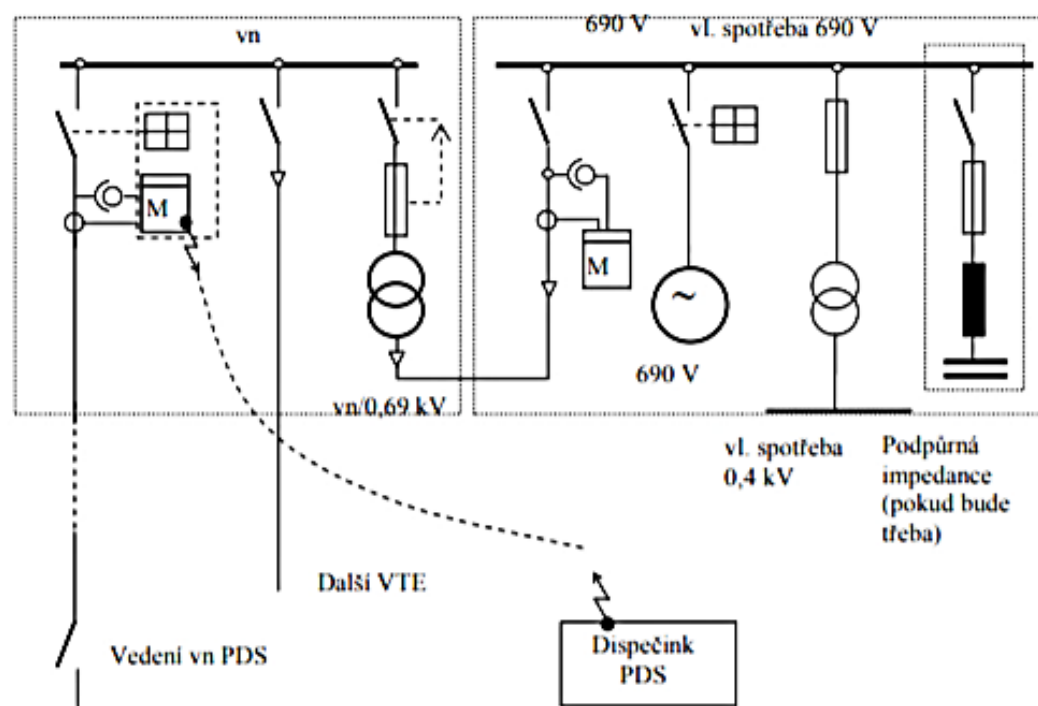 vn
690 V
vl. spotřeba 690 V
M
M
~
690 V
vn/0,69 kV
vl. spotřeba
0,4 kV
Podpůrná
impedance
(pokud bude
třeba)
Další VTE
Vedení vn PDS
Dispečink
PDS